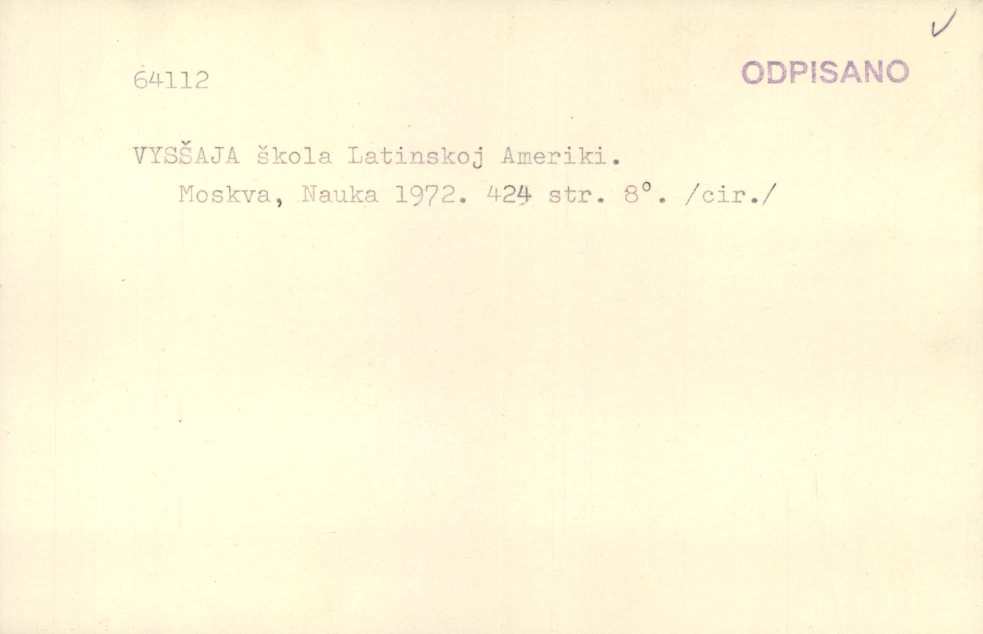 64112
ODPISANO
VYSŠAJA škola Latinskoj Ameriki.
Moskva, Nauka 1972. 424 str. 8°. /cir./